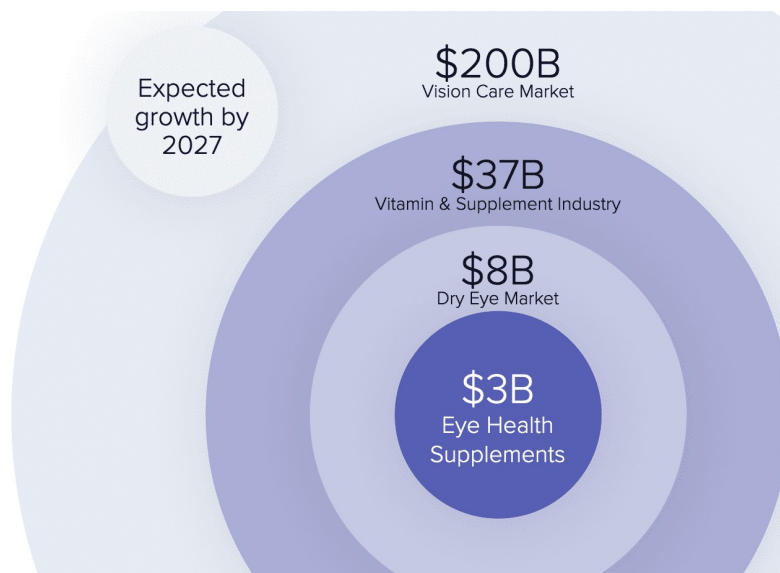 Expected
growth by
2027
$200B
Vision Care Market
$37B
Vitamin & Supplement Industry
$8B
Dry Eye Market
$3B
Eye Health
Supplements